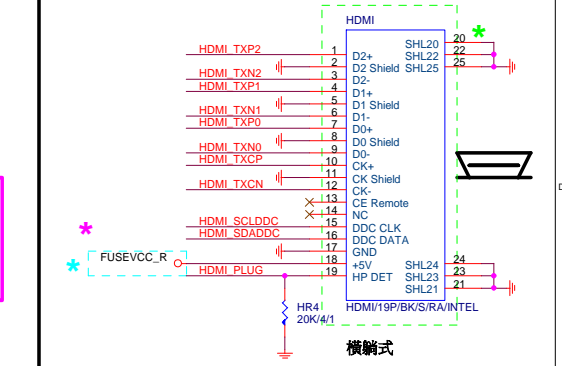 HDMI
HDMI_TXP2 1 D2+ SHL20 20 *
2 D2 Shield SHL22 22
HDMI_TXN2 3 D2- SHL25 25
HDMI_TXP1 4 D1+
5 D1 Shield
HDMI_TXN1 6 D1-
HDMI_TXP0 7 D0+
8 D0 Shield
HDMI_TXN0 9 D0-
HDMI_TXCP 10 CK+
11 CK Shield
HDMI_TXCN 12 CK-
13 CE Remote
14 NC
HDMI_SCLDDC 15 DDC CLK
* HDMI_SDADDC 16 DDC DATA
17 GND
* FUSEVCC_R 18 +5V SHL24 24
HDMI_PLUG 19 HP DET SHL23 23
SHL21 21
HR4 HDMI/19P/BK/S/RA/INTEL
20K/4/1
橫躺式